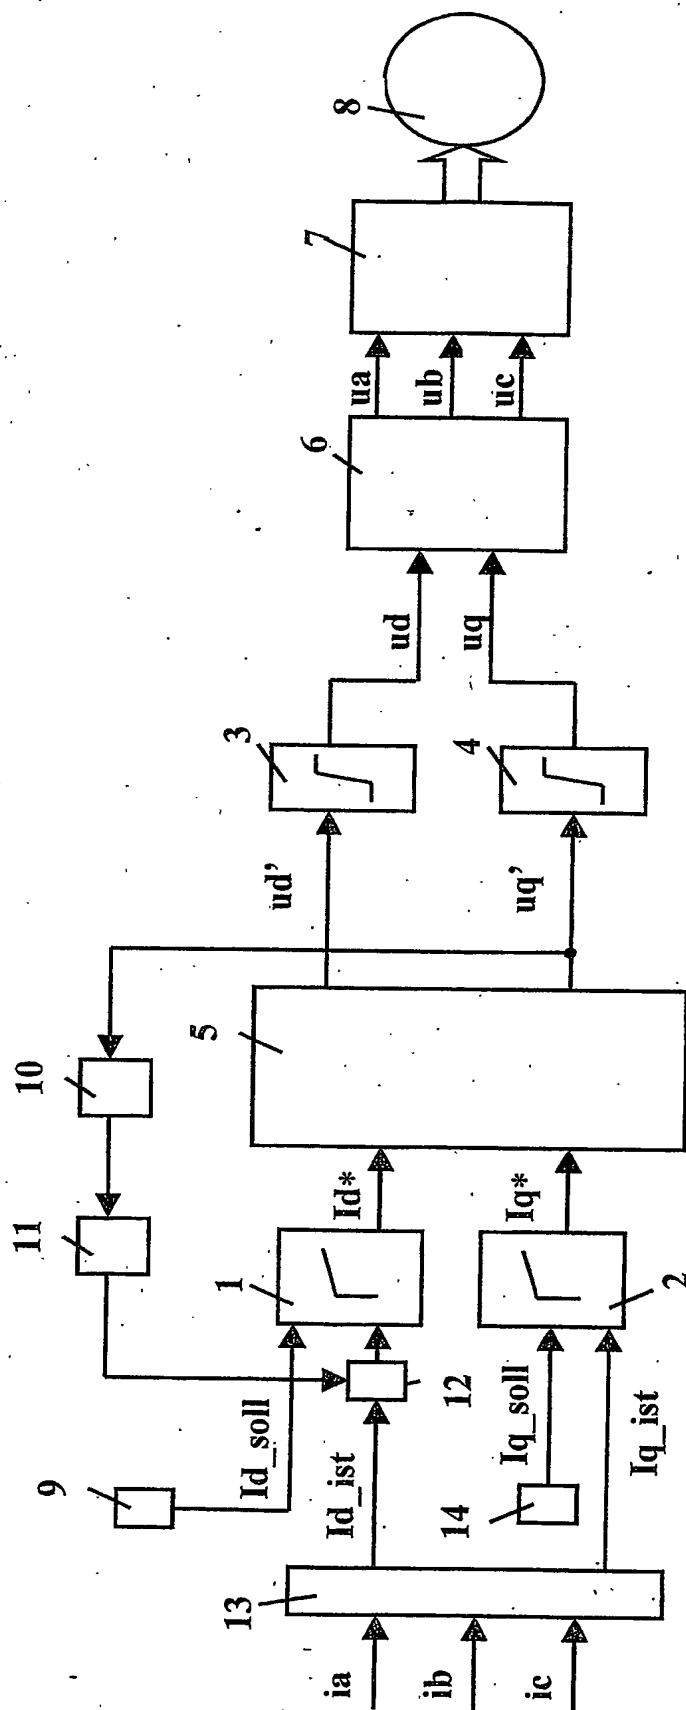 ia
ib
ic
13
Id_ist
Iq_ist
9
Id_soll
14
Iq_soll
12
1
2
11
10
Id*
Iq*
5
ud’
uq’
3
4
ud
uq
6
ua
ub
uc
7
8